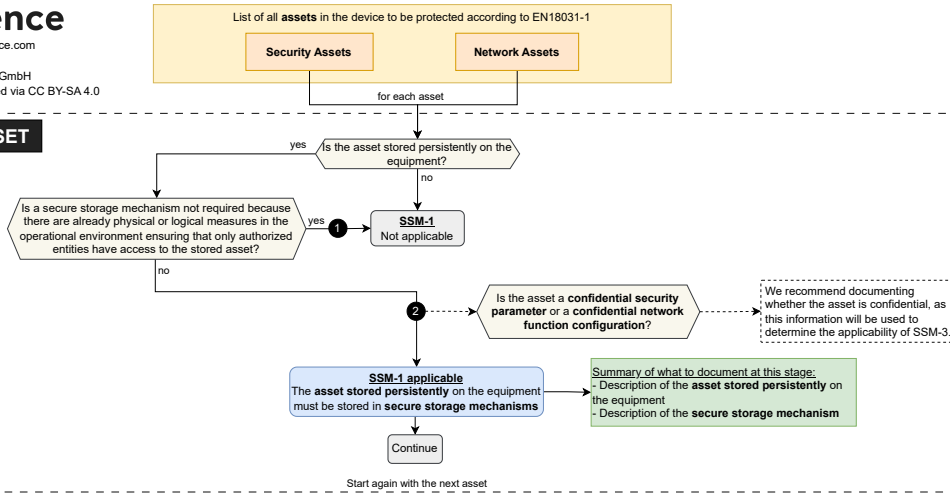 ence
ce.com
GmbH
d via CC BY-SA 4.0
List of all assets in the device to be protected according to EN18031-1
Security Assets
Network Assets
for each asset
SET
Is the asset stored persistently on the
equipment?
yes
no
Is a secure storage mechanism not required because
there are already physical or logical measures in the
operational environment ensuring that only authorized
entities have access to the stored asset?
yes
1
SSM-1
Not applicable
no
2
Is the asset a confidential security
parameter or a confidential network
function configuration?
We recommend documenting
whether the asset is confidential, as
this information will be used to
determine the applicability of SSM-3.
SSM-1 applicable
The asset stored persistently on the equipment
must be stored in secure storage mechanisms
Summary of what to document at this stage:
- Description of the asset stored persistently on
the equipment
- Description of the secure storage mechanism
Continue
Start again with the next asset